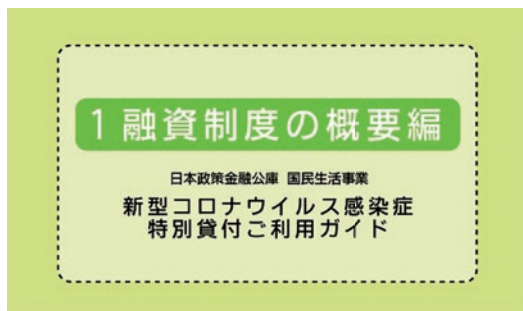 1 融資制度の概要編
日本政策金融公庫 国民生活事業
新型コロナウイルス感染症
特別貸付ご利用ガイド